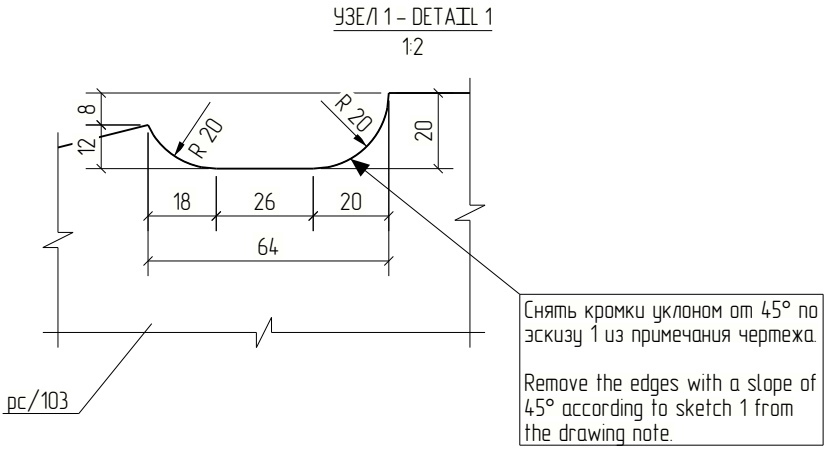 УЗЕЛ 1 - DETAIL 1
1:2
8
12
R 20
R 20
20
18
26
20
64
Снять кромки уклоном от 45° по
эскизу 1 из примечания чертежа.
Remove the edges with a slope of
45° according to sketch 1 from
the drawing note.
рс/103